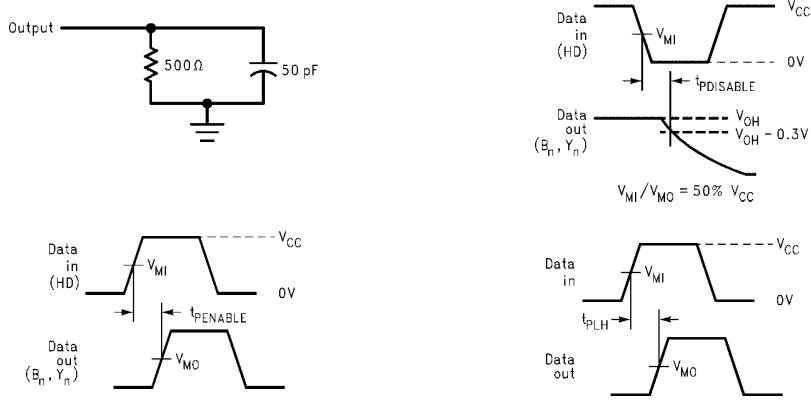 Output
500Ω
50 pF
Data
in
(HD)
V_MI
V_CC
0V
t_PDISABLE
Data
out
(B_n, Y_n)
V_OH
V_OH − 0.3V
V_MI/V_MO = 50% V_CC
Data
in
(HD)
V_MI
V_CC
0V
t_PENABLE
Data
out
(B_n, Y_n)
V_MO
Data
in
V_MI
V_CC
0V
t_PLH
Data
out
V_MO